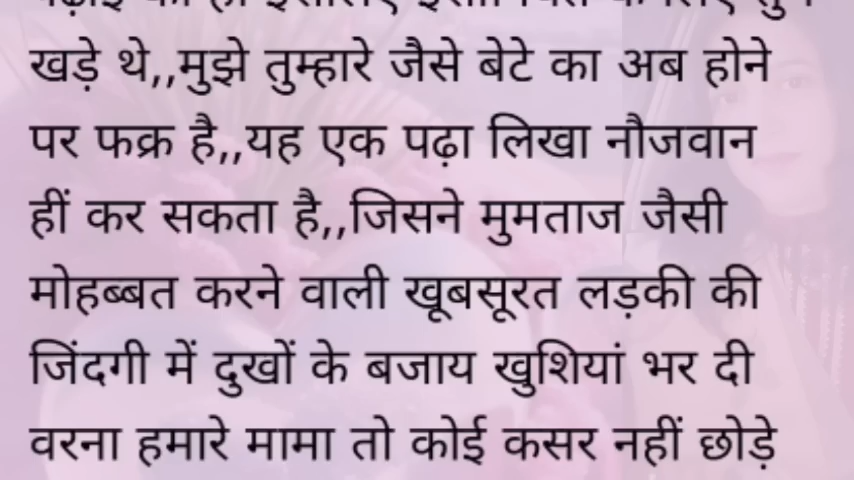 खड़े थे,,मुझे तुम्हारे जैसे बेटे का अब होने
पर फक्र है,,यह एक पढ़ा लिखा नौजवान
हीं कर सकता है,,जिसने मुमताज जैसी
मोहब्बत करने वाली खूबसूरत लड़की की
जिंदगी में दुखों के बजाय खुशियां भर दी
वरना हमारे मामा तो कोई कसर नहीं छोड़े